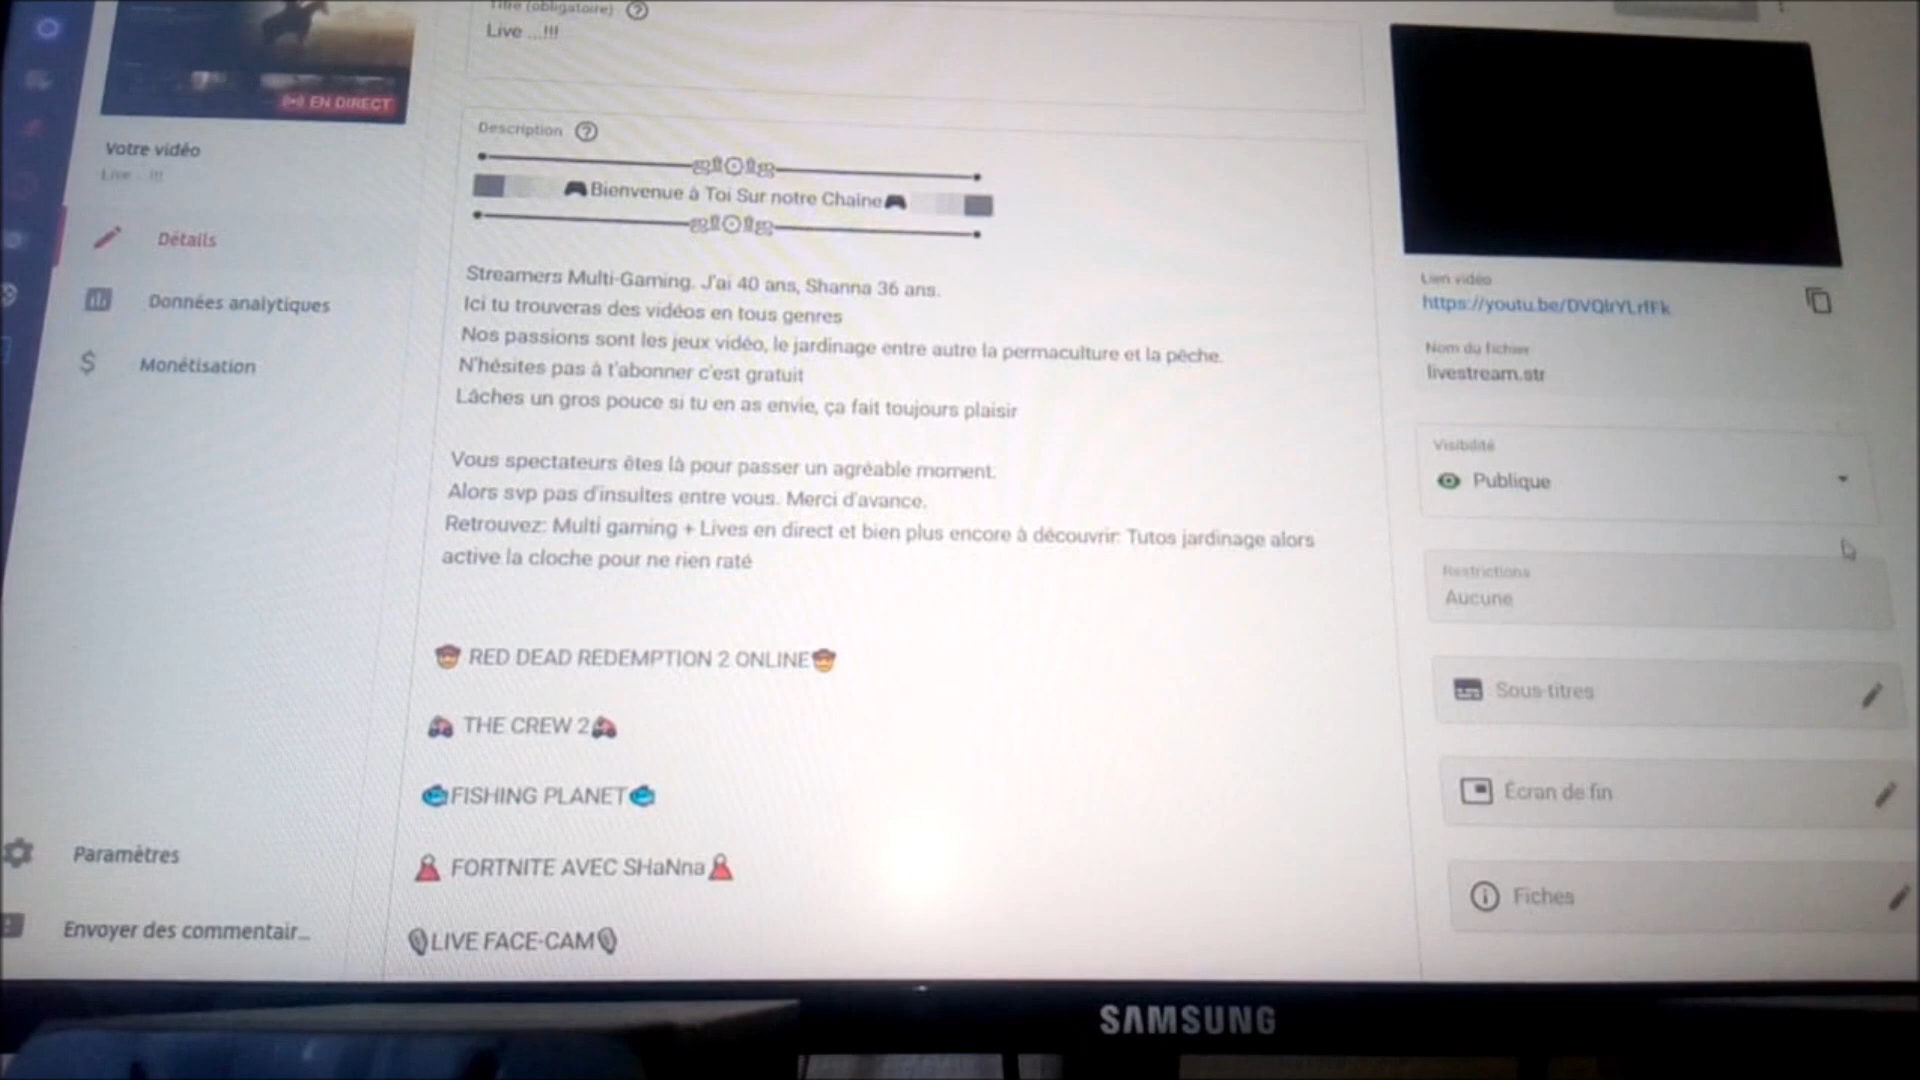 Titre (obligatoire)
Live ...!!!
EN DIRECT
Votre vidéo
Live ...!!!
Détails
Données analytiques
$ Monétisation
Paramètres
Envoyer des commentair...
Description
🎮Bienvenue à Toi Sur notre Chaine🎮
Streamers Multi-Gaming. J'ai 40 ans, Shanna 36 ans.
Ici tu trouveras des vidéos en tous genres
Nos passions sont les jeux vidéo, le jardinage entre autre la permaculture et la pêche.
N'hésites pas à t'abonner c'est gratuit
Lâches un gros pouce si tu en as envie, ça fait toujours plaisir
Vous spectateurs êtes là pour passer un agréable moment.
Alors svp pas d'insultes entre vous. Merci d'avance.
Retrouvez: Multi gaming + Lives en direct et bien plus encore à découvrir: Tutos jardinage alors
active la cloche pour ne rien raté
🤠 RED DEAD REDEMPTION 2 ONLINE🤠
THE CREW 2
🐟FISHING PLANET🐟
FORTNITE AVEC SHaNna
LIVE FACE-CAM
Lien vidéo
Nom du fichier
livestream.str
Visibilité
Publique
Restrictions
Aucune
Sous-titres
Écran de fin
Fiches
SAMSUNG